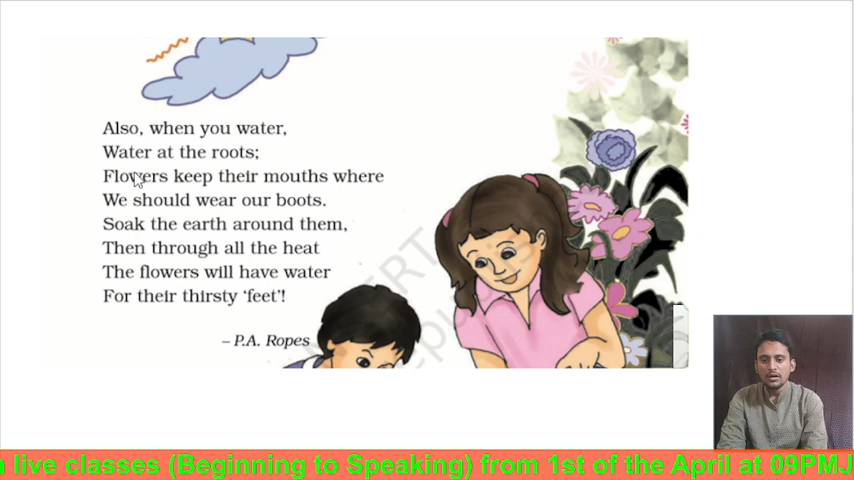 Also, when you water,
Water at the roots;
Flowers keep their mouths where
We should wear our boots.
Soak the earth around them,
Then through all the heat
The flowers will have water
For their thirsty ‘feet’!
– P.A. Ropes
live classes (Beginning to Speaking) from 1st of the April at 09PM